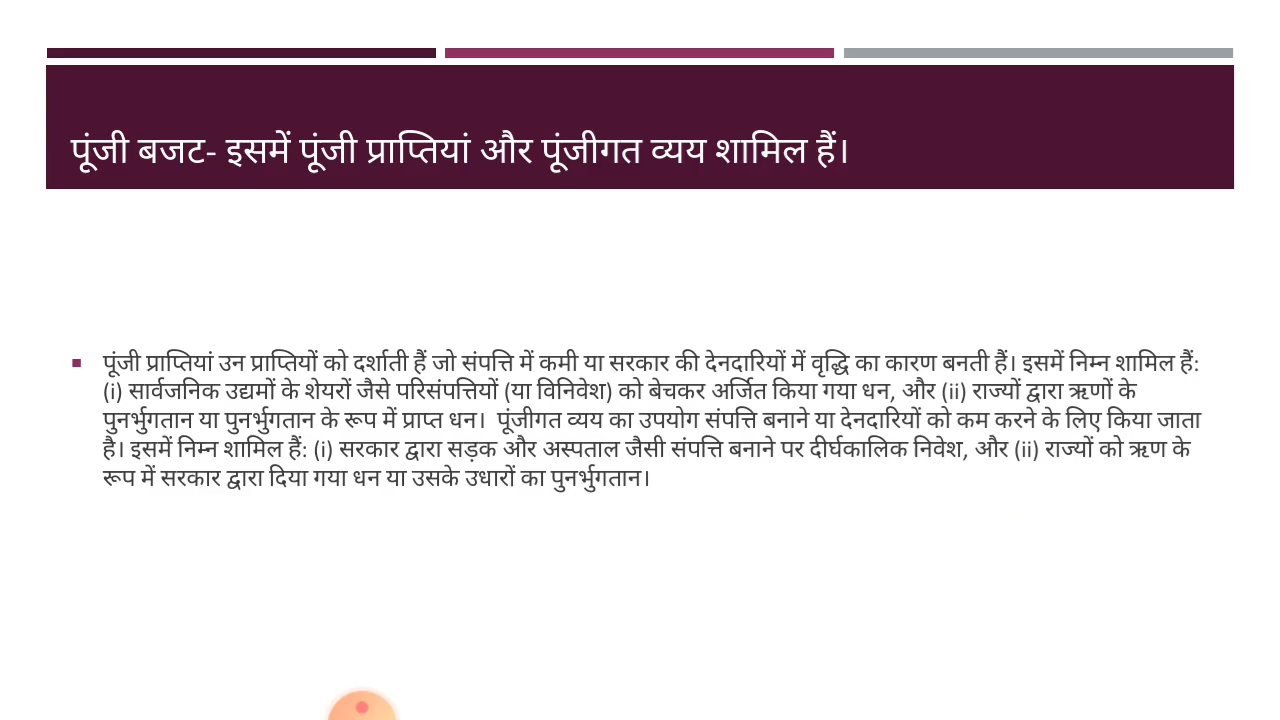 पूंजी बजट- इसमें पूंजी प्राप्तियां और पूंजीगत व्यय शामिल हैं।
पूंजी प्राप्तियां उन प्राप्तियों को दर्शाती हैं जो संपत्ति में कमी या सरकार की देनदारियों में वृद्धि का कारण बनती हैं। इसमें निम्न शामिल हैं:
(i) सार्वजनिक उद्यमों के शेयरों जैसे परिसंपत्तियों (या विनिवेश) को बेचकर अर्जित किया गया धन, और (ii) राज्यों द्वारा ऋणों के
पुनर्भुगतान या पुनर्भुगतान के रूप में प्राप्त धन। पूंजीगत व्यय का उपयोग संपत्ति बनाने या देनदारियों को कम करने के लिए किया जाता
है। इसमें निम्न शामिल हैं: (i) सरकार द्वारा सड़क और अस्पताल जैसी संपत्ति बनाने पर दीर्घकालिक निवेश, और (ii) राज्यों को ऋण के
रूप में सरकार द्वारा दिया गया धन या उसके उधारों का पुनर्भुगतान।